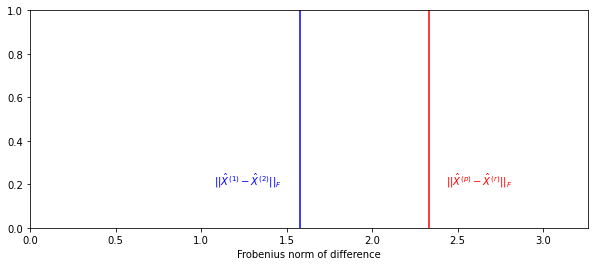 1.0
0.8
0.6
0.4
0.2
0.0
||X̂⁽¹⁾ − X̂⁽²⁾||_F
||X̂⁽ᵖ⁾ − X̂⁽ʳ⁾||_F
0.0 0.5 1.0 1.5 2.0 2.5 3.0
Frobenius norm of difference